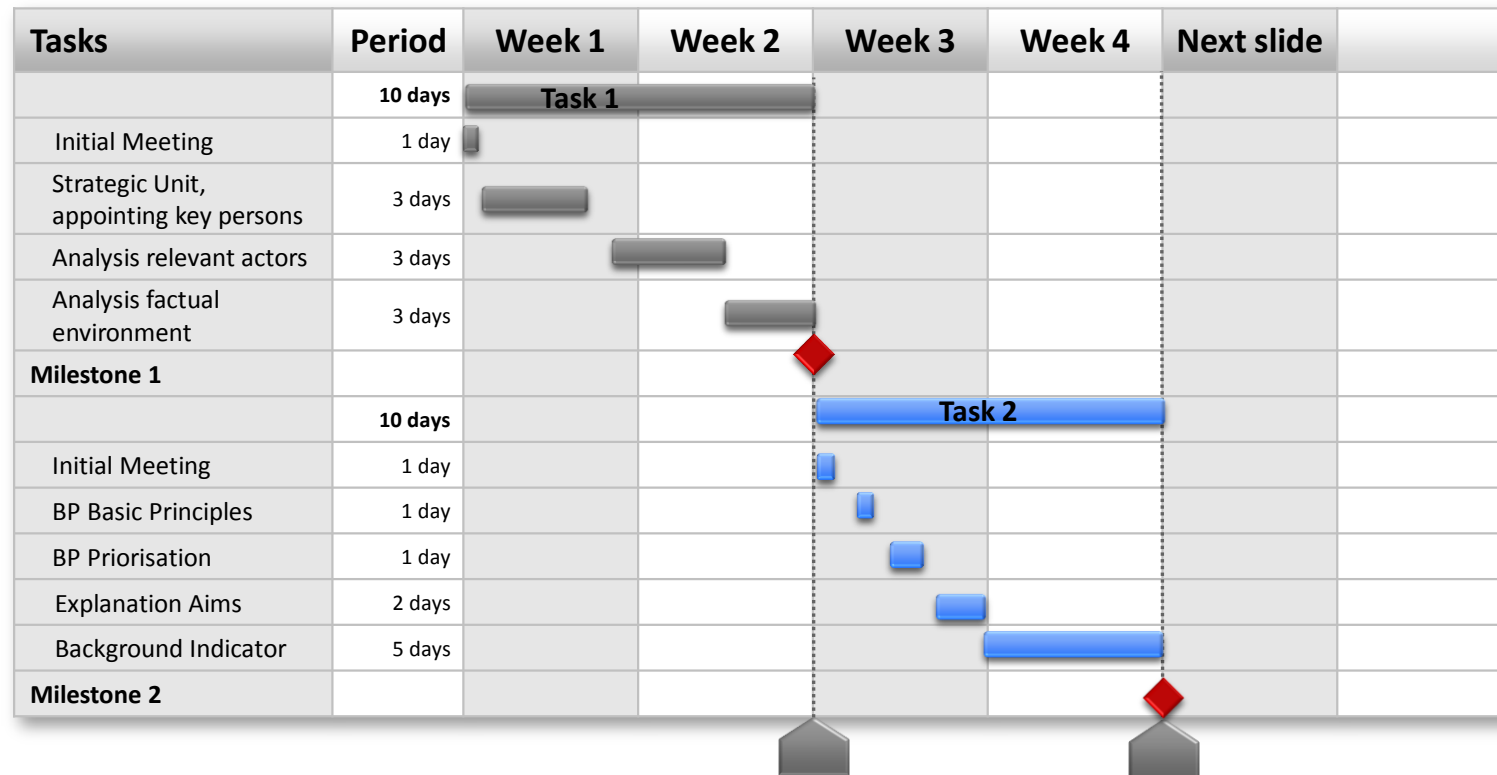 Tasks Period Week 1 Week 2 Week 3 Week 4 Next slide
10 days Task 1
Initial Meeting 1 day
Strategic Unit,
appointing key persons 3 days
Analysis relevant actors 3 days
Analysis factual
environment 3 days
Milestone 1
10 days Task 2
Initial Meeting 1 day
BP Basic Principles 1 day
BP Priorisation 1 day
Explanation Aims 2 days
Background Indicator 5 days
Milestone 2